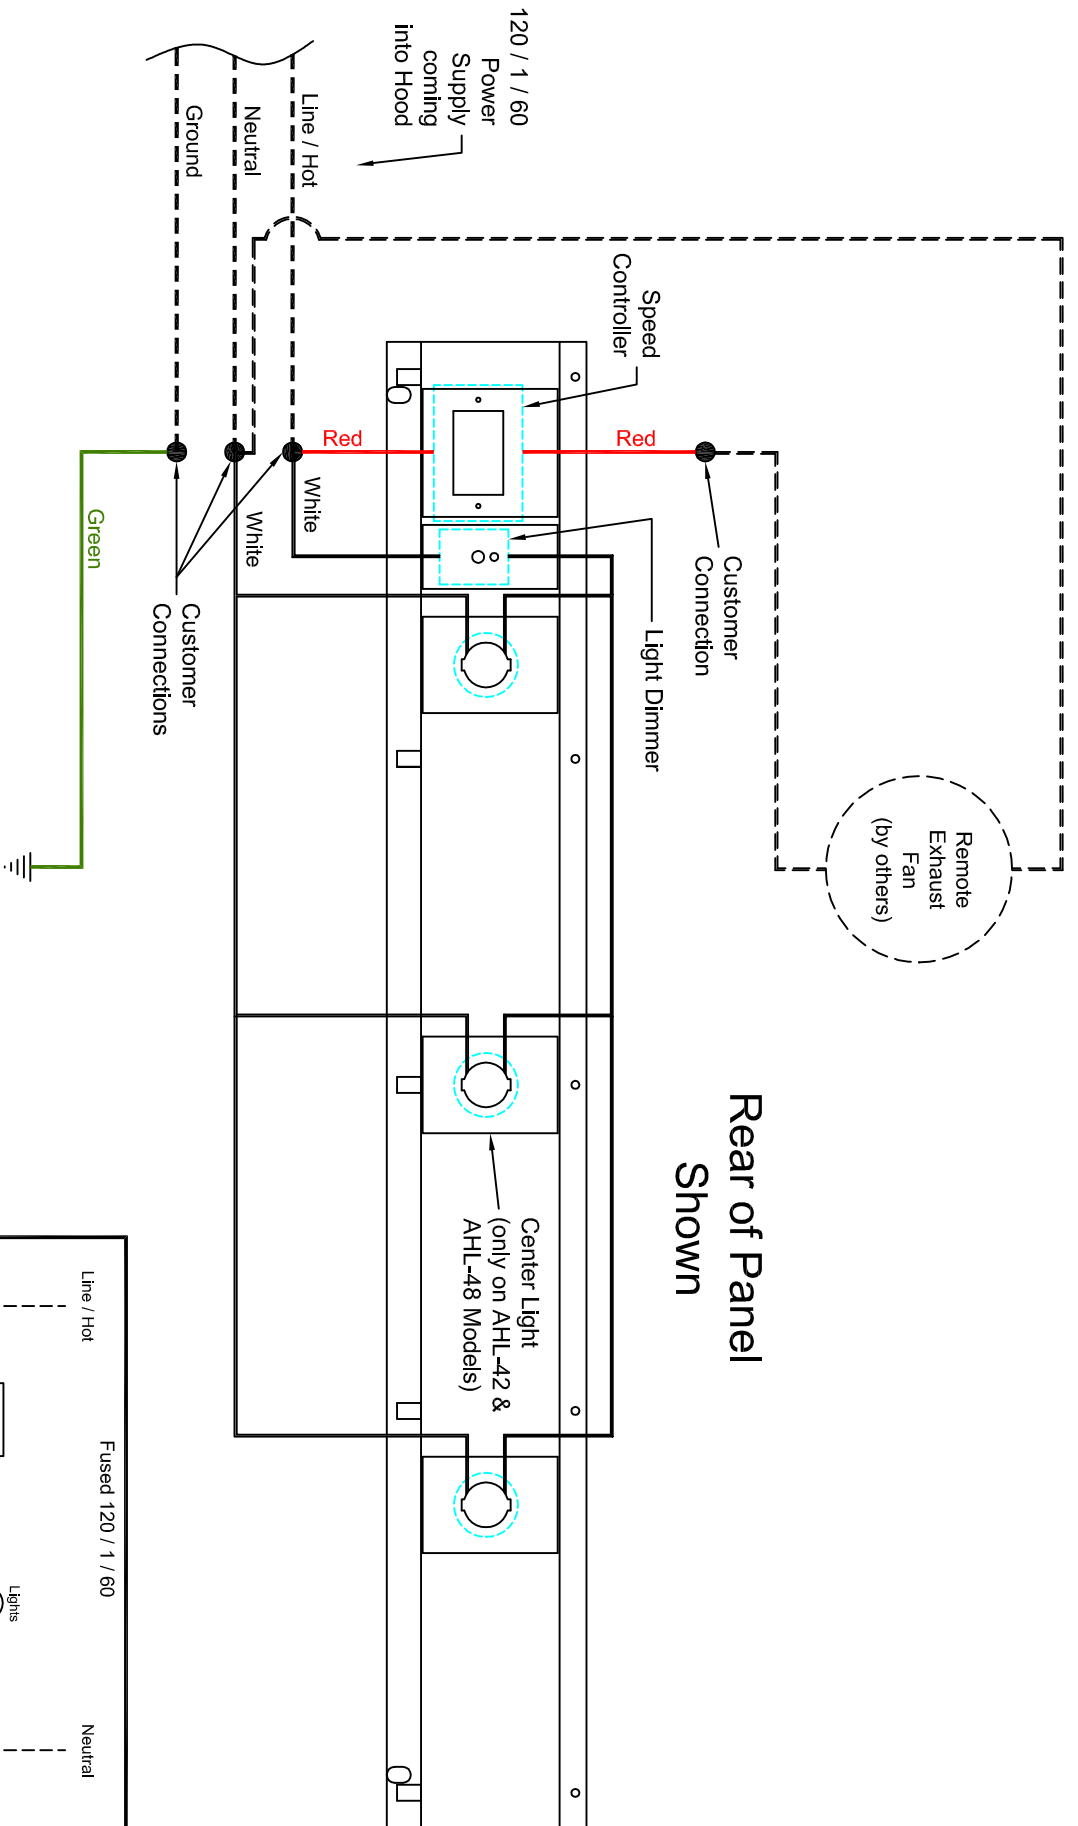 120 / 1 / 60
Power
Supply
coming
into Hood
Line / Hot
Neutral
Ground
Speed
Controller
Red
Red
White
White
Green
Customer
Connection
Customer
Connections
Light Dimmer
Remote
Exhaust
Fan
(by others)
Rear of Panel
Shown
Center Light
(only on AHL-42 &
AHL-48 Models)
Fused 120 / 1 / 60
Line / Hot
Neutral
Lights